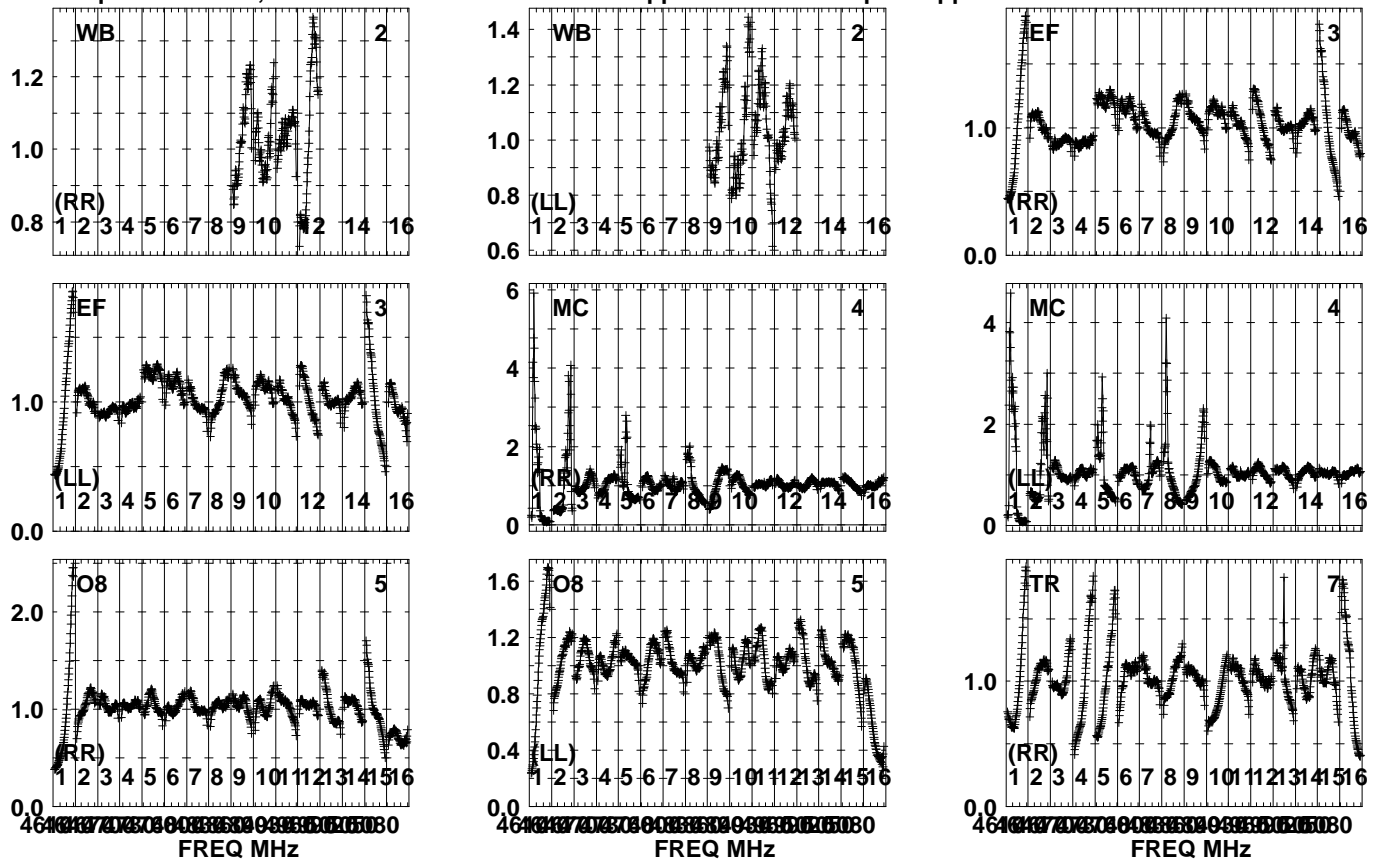 WB 2
1.2
1.0
(RR)
0.8
1 2 3 4 5 6 7 8 9 10 12 14 16
WB 2
1.4
1.2
1.0
0.8
(LL)
0.6
1 2 3 4 5 6 7 8 9 10 12 14 16
EF 3
1.0
(RR)
0.0
1 2 3 4 5 6 7 8 9 10 12 14 16
EF 3
1.0
(LL)
0.0
1 2 3 4 5 6 7 8 9 10 12 14 16
MC 4
6
4
2
(RR)
0
1 2 3 4 5 6 7 8 9 10 12 14 16
MC 4
4
2
(LL)
0
1 2 3 4 5 6 7 8 9 10 12 14 16
O8 5
2.0
1.0
(RR)
0.0
1 2 3 4 5 6 7 8 9 10 11 12 13 14 15 16
FREQ MHz
O8 5
1.6
1.2
0.8
0.4
(LL)
0.0
1 2 3 4 5 6 7 8 9 10 11 12 13 14 15 16
FREQ MHz
TR 7
1.0
(RR)
0.0
1 2 3 4 5 6 7 8 9 10 11 12 13 14 15 16
FREQ MHz